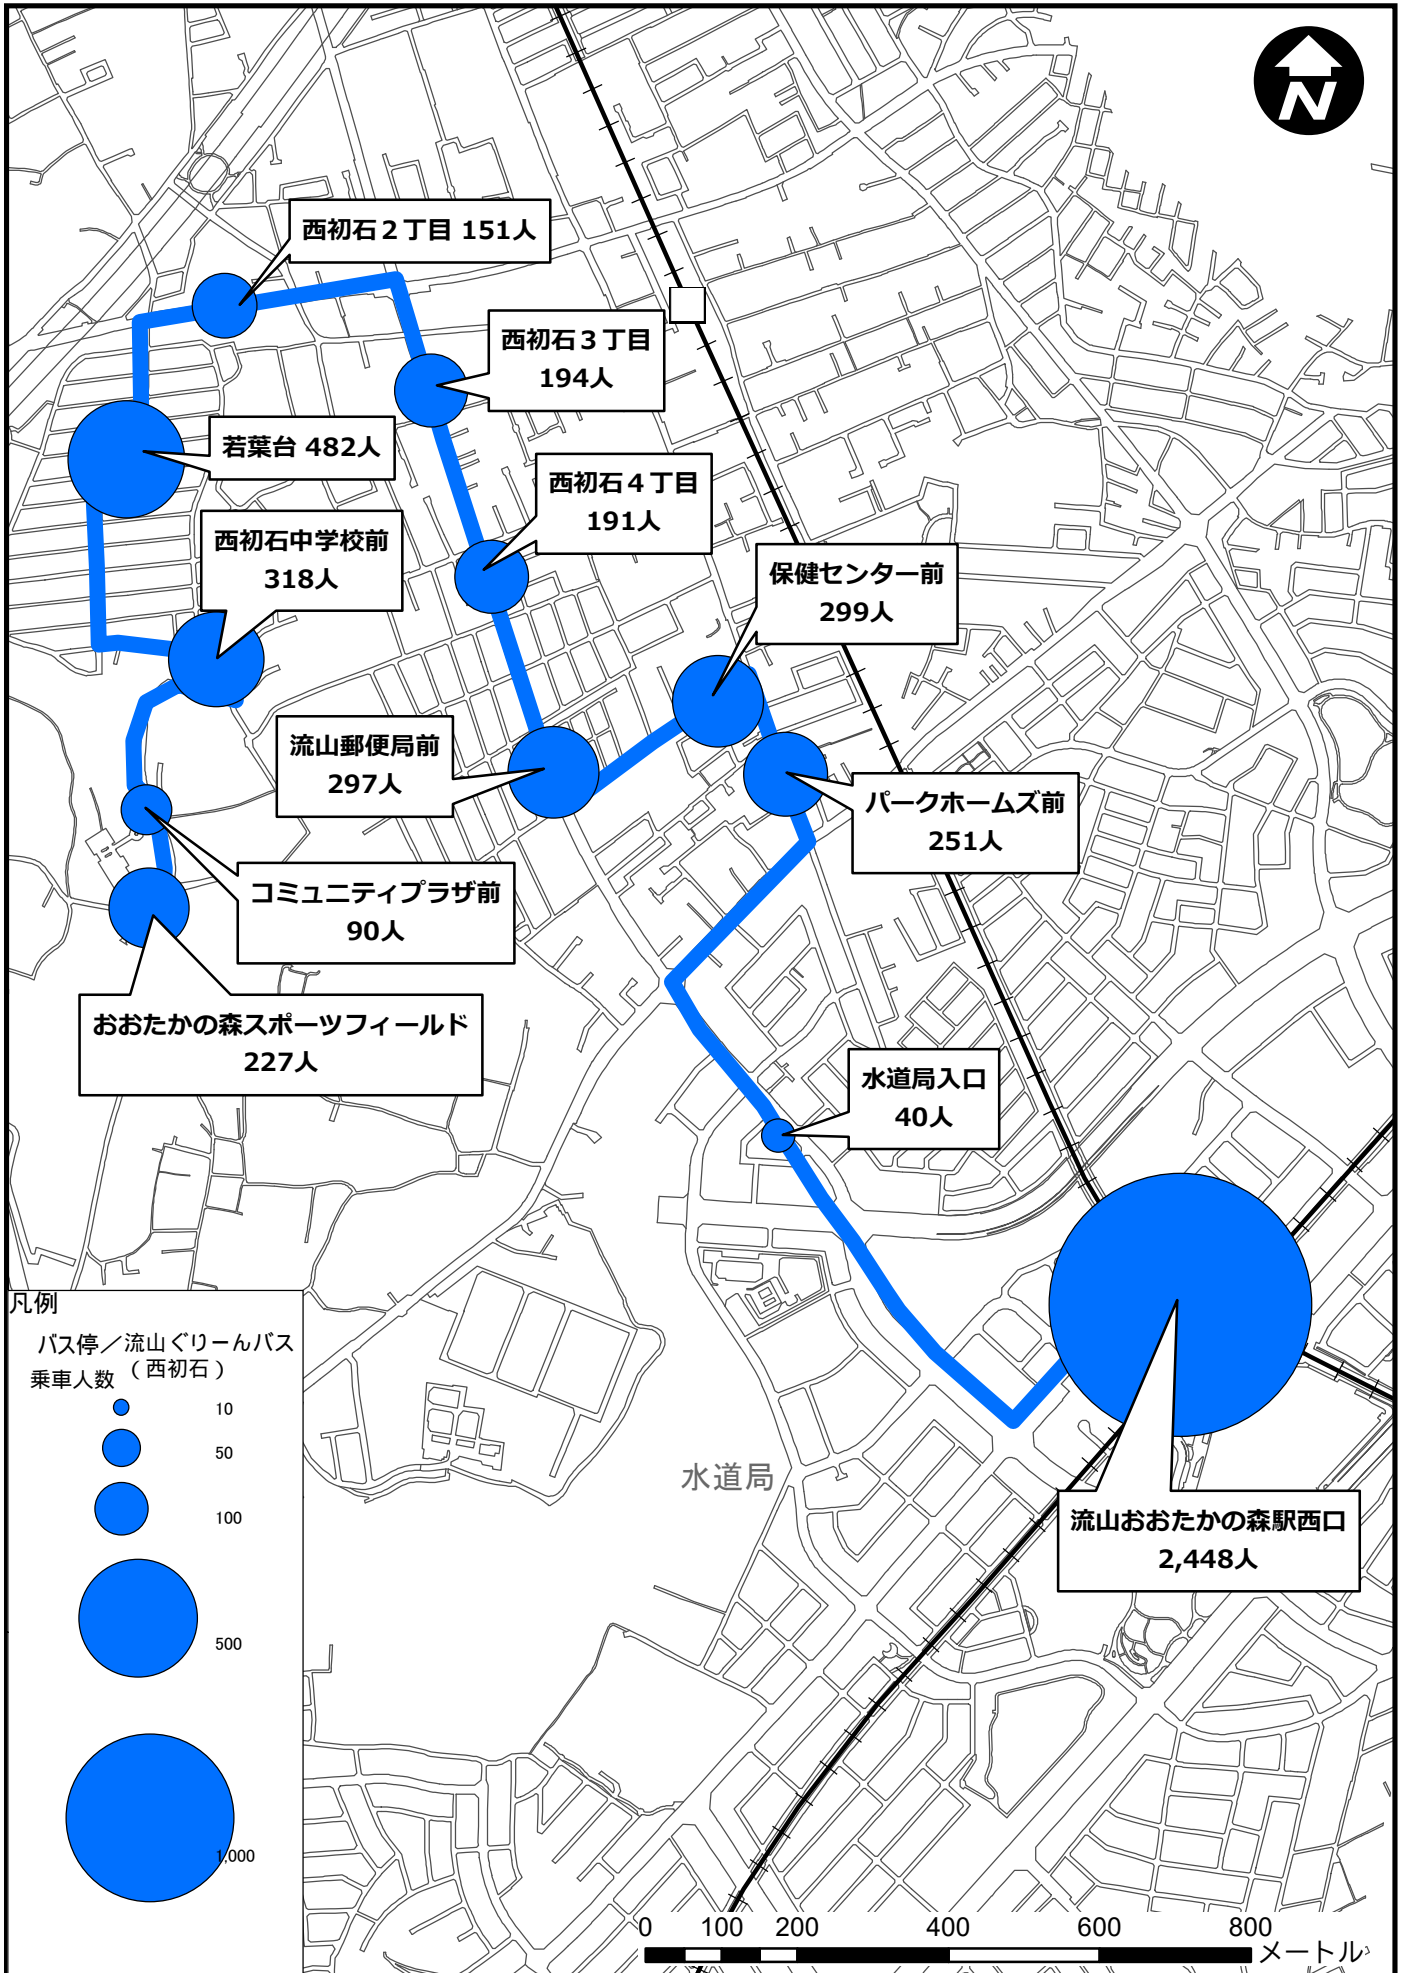 N
西初石２丁目 151人
西初石３丁目
194人
若葉台 482人
西初石４丁目
191人
西初石中学校前
318人
保健センター前
299人
流山郵便局前
297人
パークホームズ前
251人
コミュニティプラザ前
90人
おおたかの森スポーツフィールド
227人
水道局入口
40人
水道局
流山おおたかの森駅西口
2,448人
凡例
バス停／流山ぐりーんバス
乗車人数 （西初石）
10
50
100
500
1,000
0 100 200 400 600 800
メートル